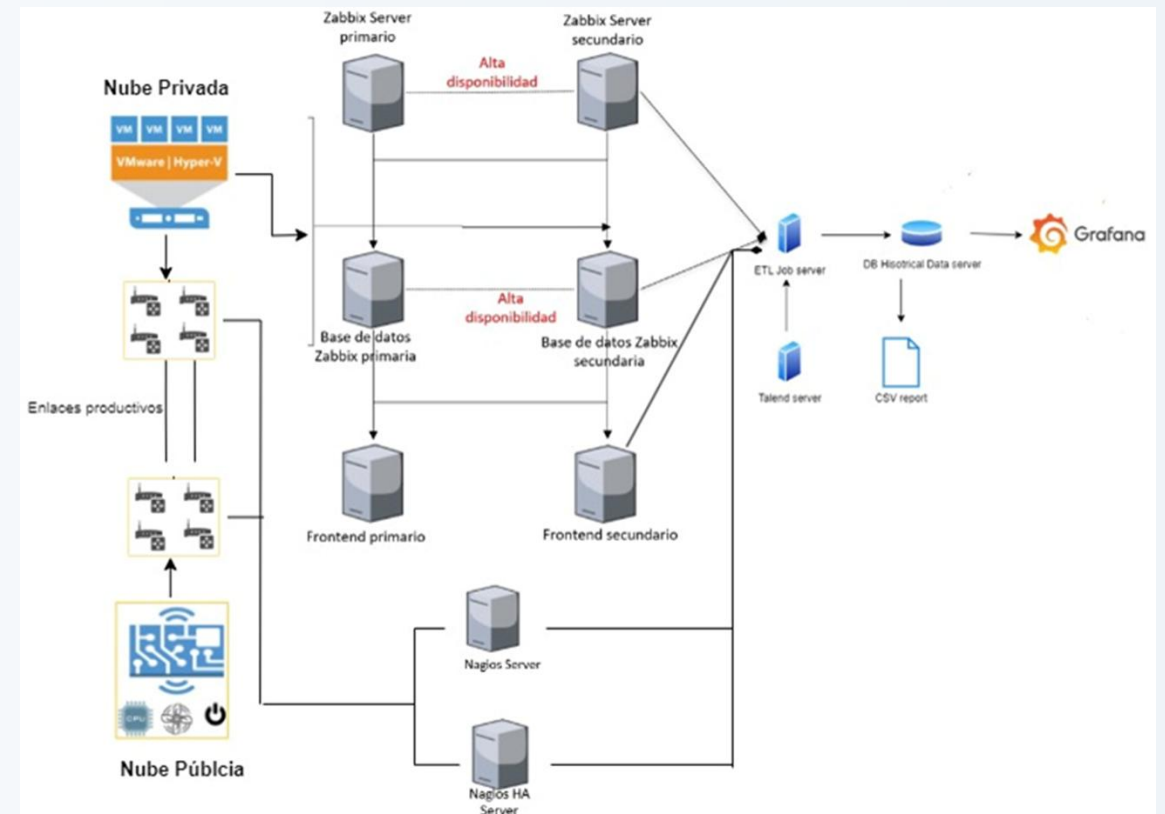 Zabbix Server
primario
Zabbix Server
secundario
Alta
disponibilidad
Nube Privada
VM VM VM VM
VMware | Hyper-V
ETL Job server
DB Hisotrical Data server
Grafana
Alta
disponibilidad
Base de datos
Zabbix primaria
Base de datos Zabbix
secundaria
Talend server
CSV report
Enlaces productivos
Frontend primario
Frontend secundario
Nagios Server
CPU
Nube Públcia
Nagios HA
Server